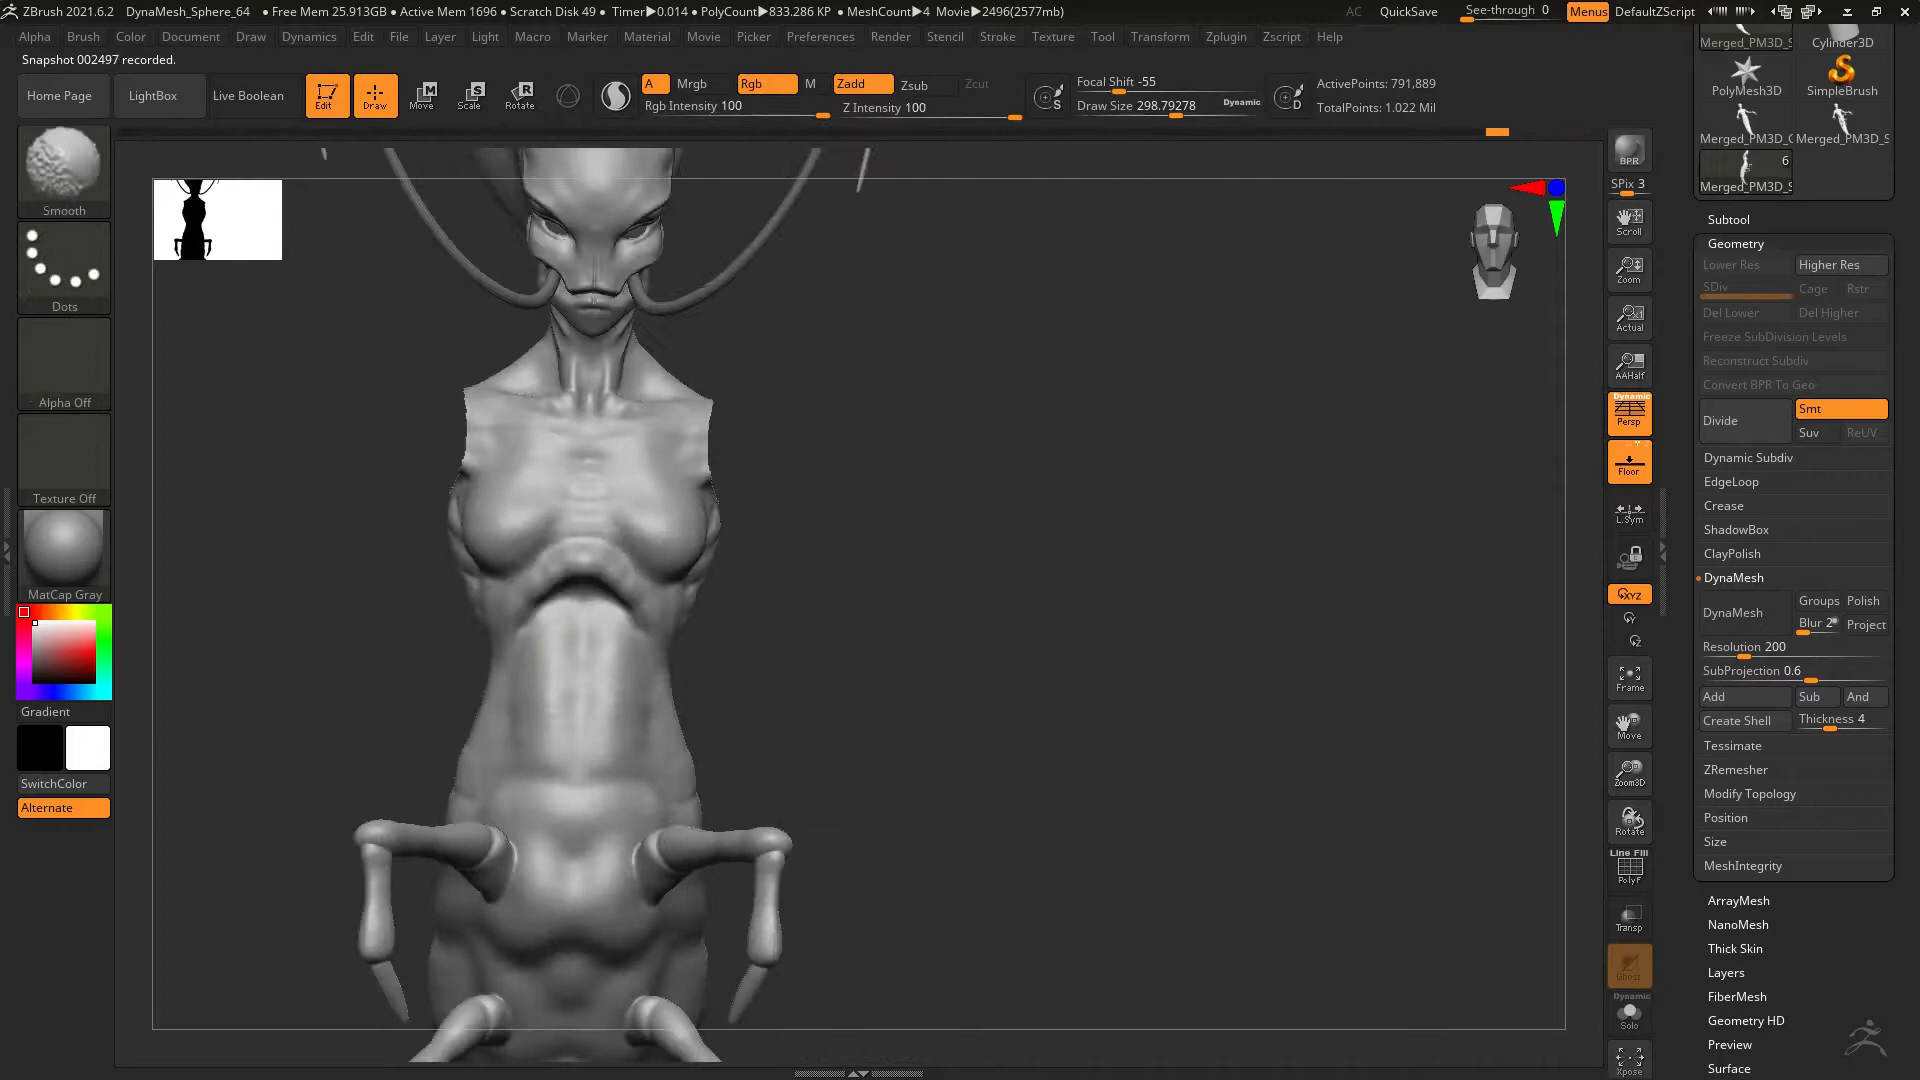 ZBrush 2021.6.2 DynaMesh_Sphere_64 • Free Mem 25.913GB • Active Mem 1696 • Scratch Disk 49 • Timer▶0.014 • PolyCount▶833.286 KP • MeshCount▶4 Movie▶2496(2577mb) AC QuickSave See-through 0 Menus DefaultZScript
Alpha Brush Color Document Draw Dynamics Edit File Layer Light Macro Marker Material Movie Picker Preferences Render Stencil Stroke Texture Tool Transform Zplugin Zscript Help
Snapshot 002497 recorded.
Home Page LightBox Live Boolean Edit Draw Move Scale Rotate
A Mrgb Rgb M Zadd Zsub Zcut
Rgb Intensity 100 Z Intensity 100
Focal Shift -55
Draw Size 298.79278 Dynamic
ActivePoints: 791,889
TotalPoints: 1.022 Mil
Smooth
Dots
Alpha Off
Texture Off
MatCap Gray
Gradient
SwitchColor
Alternate
BPR
SPix 3
Scroll
Zoom
Actual
AAHalf
Dynamic
Persp
Floor
L.Sym
XYZ
Frame
Move
Zoom3D
Rotate
Line Fill
PolyF
Transp
Ghost
Dynamic
Solo
Xpose
Merged_PM3D_S Cylinder3D
PolyMesh3D SimpleBrush
Merged_PM3D_C Merged_PM3D_S
6
Merged_PM3D_S
Subtool
Geometry
Lower Res Higher Res
SDiv Cage Rstr
Del Lower Del Higher
Freeze SubDivision Levels
Reconstruct Subdiv
Convert BPR To Geo
Divide Smt
Suv ReUV
Dynamic Subdiv
EdgeLoop
Crease
ShadowBox
ClayPolish
DynaMesh
DynaMesh Groups Polish
Blur 2 Project
Resolution 200
SubProjection 0.6
Add Sub And
Create Shell Thickness 4
Tessimate
ZRemesher
Modify Topology
Position
Size
MeshIntegrity
ArrayMesh
NanoMesh
Thick Skin
Layers
FiberMesh
Geometry HD
Preview
Surface